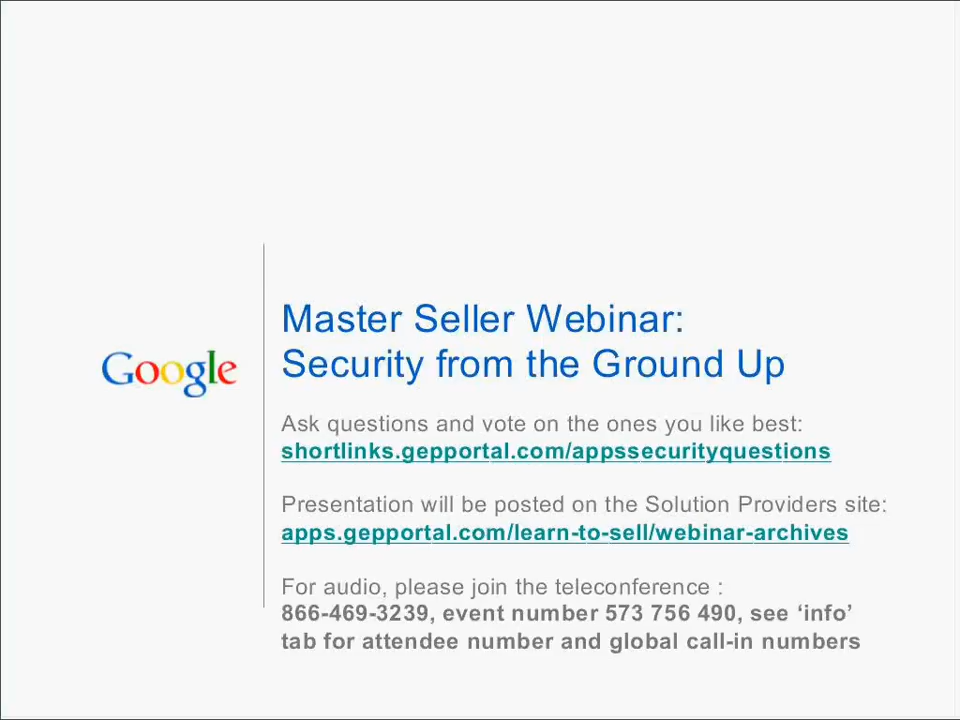 Master Seller Webinar:
Security from the Ground Up
Google
Ask questions and vote on the ones you like best:
shortlinks.gepportal.com/appssecurityquestions
Presentation will be posted on the Solution Providers site:
apps.gepportal.com/learn-to-sell/webinar-archives
For audio, please join the teleconference :
866-469-3239, event number 573 756 490, see ‘info’
tab for attendee number and global call-in numbers